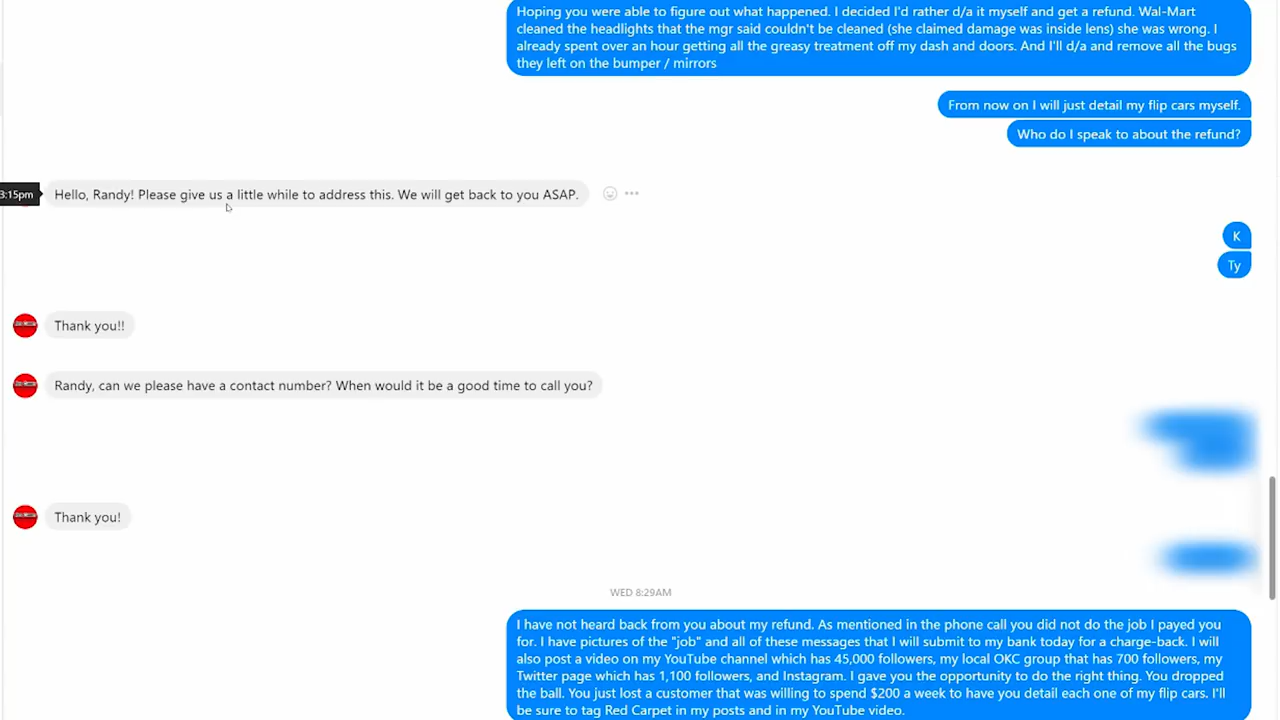 Hoping you were able to figure out what happened. I decided I'd rather d/a it myself and get a refund. Wal-Mart
cleaned the headlights that the mgr said couldn't be cleaned (she claimed damage was inside lens) she was wrong. I
already spent over an hour getting all the greasy treatment off my dash and doors. And I'll d/a and remove all the bugs
they left on the bumper / mirrors
From now on I will just detail my flip cars myself.
Who do I speak to about the refund?
3:15pm
Hello, Randy! Please give us a little while to address this. We will get back to you ASAP.
K
Ty
Thank you!!
Randy, can we please have a contact number? When would it be a good time to call you?
Thank you!
WED 8:29AM
I have not heard back from you about my refund. As mentioned in the phone call you did not do the job I payed you
for. I have pictures of the "job" and all of these messages that I will submit to my bank today for a charge-back. I will
also post a video on my YouTube channel which has 45,000 followers, my local OKC group that has 700 followers, my
Twitter page which has 1,100 followers, and Instagram. I gave you the opportunity to do the right thing. You dropped
the ball. You just lost a customer that was willing to spend $200 a week to have you detail each one of my flip cars. I'll
be sure to tag Red Carpet in my posts and in my YouTube video.